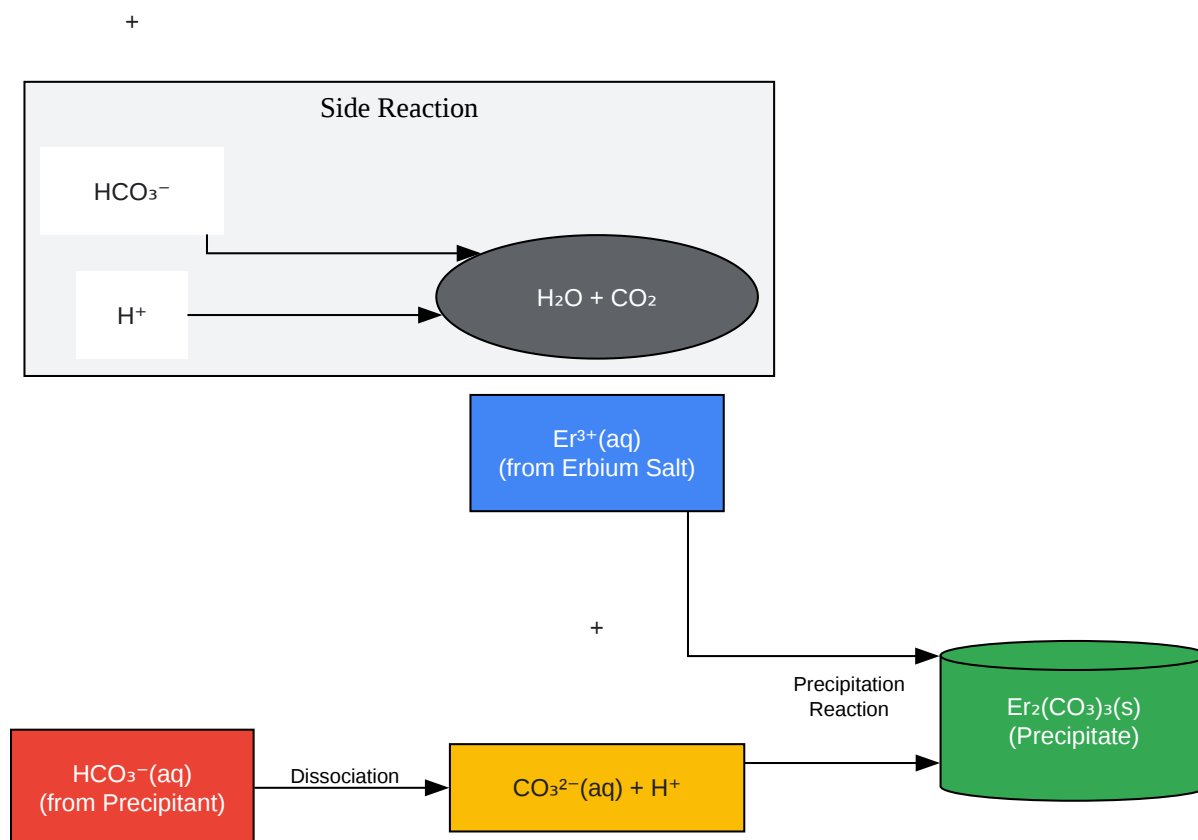 +
Side Reaction
HCO₃⁻
H⁺
H₂O + CO₂
Er³⁺(aq)
(from Erbium Salt)
+
Precipitation
Reaction
Er₂(CO₃)₃(s)
(Precipitate)
HCO₃⁻(aq)
(from Precipitant)
Dissociation
CO₃²⁻(aq) + H⁺